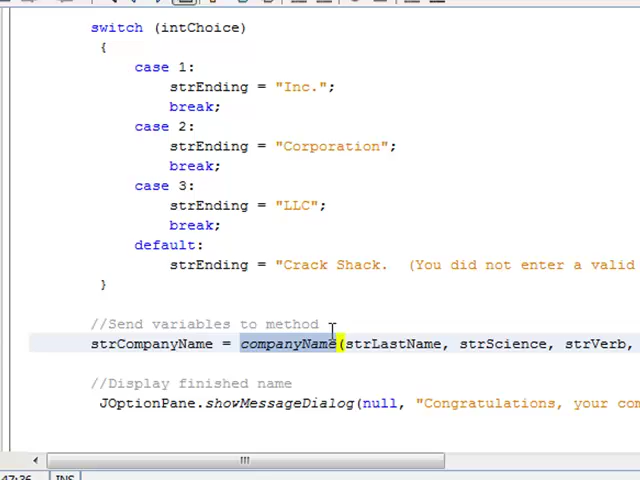 switch (intChoice)
{
case 1:
strEnding = "Inc.";
break;
case 2:
strEnding = "Corporation";
break;
case 3:
strEnding = "LLC";
break;
default:
strEnding = "Crack Shack.  (You did not enter a valid
}
//Send variables to method
strCompanyName = companyName(strLastName, strScience, strVerb,
//Display finished name
JOptionPane.showMessageDialog(null, "Congratulations, your com
47:36 INS